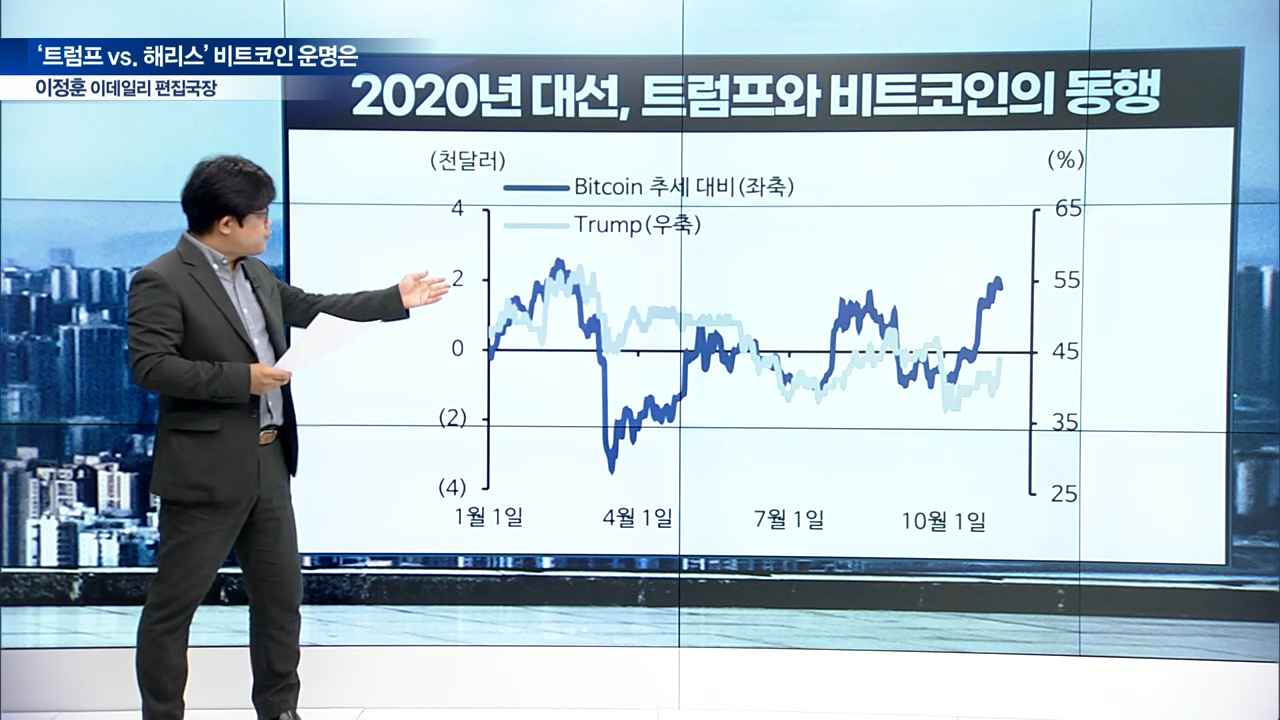 ‘트럼프 vs. 해리스’ 비트코인 운명은
이정훈 이데일리 편집국장
2020년 대선, 트럼프와 비트코인의 동행
(천달러)
(%)
Bitcoin 추세 대비(좌축)
Trump(우축)
4
2
0
(2)
(4)
65
55
45
35
25
1월 1일
4월 1일
7월 1일
10월 1일